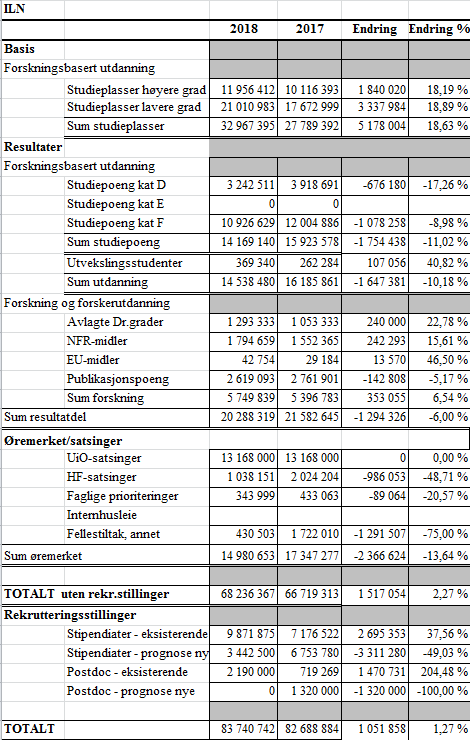 ILN
2018 2017 Endring Endring %
Basis
Forskningsbasert utdanning
Studieplasser høyere grad 11 956 412 10 116 393 1 840 020 18,19 %
Studieplasser lavere grad 21 010 983 17 672 999 3 337 984 18,89 %
Sum studieplasser 32 967 395 27 789 392 5 178 004 18,63 %
Resultater
Forskningsbasert utdanning
Studiepoeng kat D 3 242 511 3 918 691 -676 180 -17,26 %
Studiepoeng kat E 0 0
Studiepoeng kat F 10 926 629 12 004 886 -1 078 258 -8,98 %
Sum studiepoeng 14 169 140 15 923 578 -1 754 438 -11,02 %
Utvekslingsstudenter 369 340 262 284 107 056 40,82 %
Sum utdanning 14 538 480 16 185 861 -1 647 381 -10,18 %
Forskning og forskerutdanning
Avlagte Dr.grader 1 293 333 1 053 333 240 000 22,78 %
NFR-midler 1 794 659 1 552 365 242 293 15,61 %
EU-midler 42 754 29 184 13 570 46,50 %
Publikasjonspoeng 2 619 093 2 761 901 -142 808 -5,17 %
Sum forskning 5 749 839 5 396 783 353 055 6,54 %
Sum resultatdel 20 288 319 21 582 645 -1 294 326 -6,00 %
Øremerket/satsinger
UiO-satsinger 13 168 000 13 168 000 0 0,00 %
HF-satsinger 1 038 151 2 024 204 -986 053 -48,71 %
Faglige prioriteringer 343 999 433 063 -89 064 -20,57 %
Internhusleie
Fellestiltak, annet 430 503 1 722 010 -1 291 507 -75,00 %
Sum øremerket 14 980 653 17 347 277 -2 366 624 -13,64 %
TOTALT uten rekr.stillinger 68 236 367 66 719 313 1 517 054 2,27 %
Rekrutteringsstillinger
Stipendiater - eksisterende 9 871 875 7 176 522 2 695 353 37,56 %
Stipendiater - prognose ny 3 442 500 6 753 780 -3 311 280 -49,03 %
Postdoc - eksisterende 2 190 000 719 269 1 470 731 204,48 %
Postdoc - prognose nye 0 1 320 000 -1 320 000 -100,00 %
TOTALT 83 740 742 82 688 884 1 051 858 1,27 %